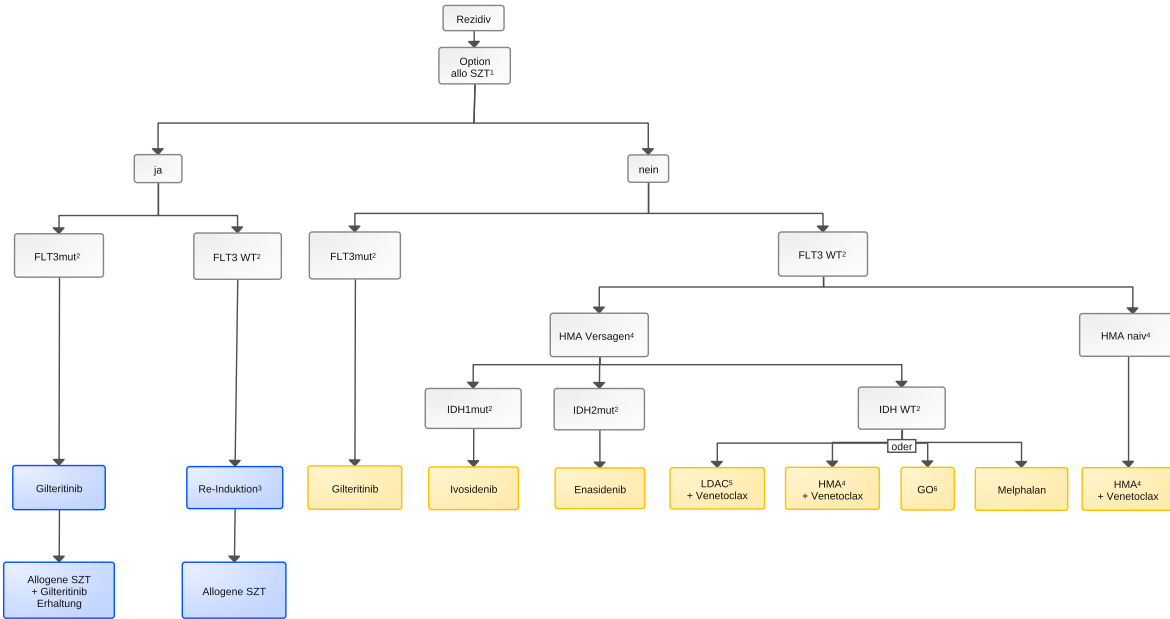 Rezidiv
Option
allo SZT¹
ja
nein
FLT3mut²
FLT3 WT²
FLT3mut²
FLT3 WT²
HMA Versagen⁴
HMA naiv⁴
IDH1mut²
IDH2mut²
IDH WT²
oder
Gilteritinib
Re-Induktion³
Gilteritinib
Ivosidenib
Enasidenib
LDAC⁵
+ Venetoclax
HMA⁴
+ Venetoclax
GO⁶
Melphalan
HMA⁴
+ Venetoclax
Allogene SZT
+ Gilteritinib
Erhaltung
Allogene SZT